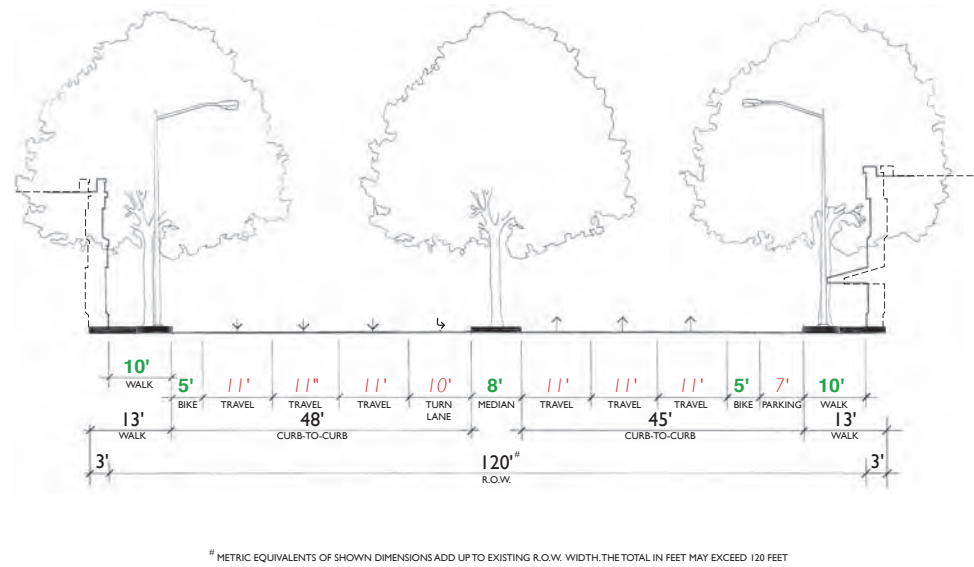 10'
WALK
5' 11' 11" 11' 10' 8' 11' 11' 11' 5' 7' 10'
BIKE TRAVEL TRAVEL TRAVEL TURN LANE MEDIAN TRAVEL TRAVEL TRAVEL BIKE PARKING WALK
13' 48' 45' 13'
WALK CURB-TO-CURB CURB-TO-CURB WALK
3' 120'# 3'
R.O.W.
# METRIC EQUIVALENTS OF SHOWN DIMENSIONS ADD UP TO EXISTING R.O.W. WIDTH. THE TOTAL IN FEET MAY EXCEED 120 FEET